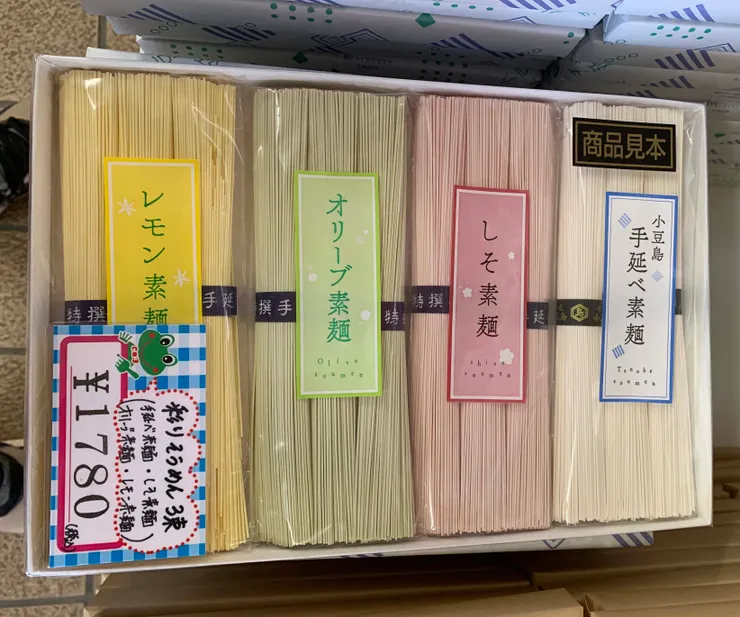 レモン素麺
オリーブ素麺
Olive
soumen
しそ素麺
shiso
soumen
商品見本
小豆島
手延べ素麺
Tenobe
soumen
手延
撰手
特
特撰
手延
島
彩りそうめん3束
(手延べ素麺・しそ素麺
オリーブ素麺・レモン素麺)
¥1780
(税込)